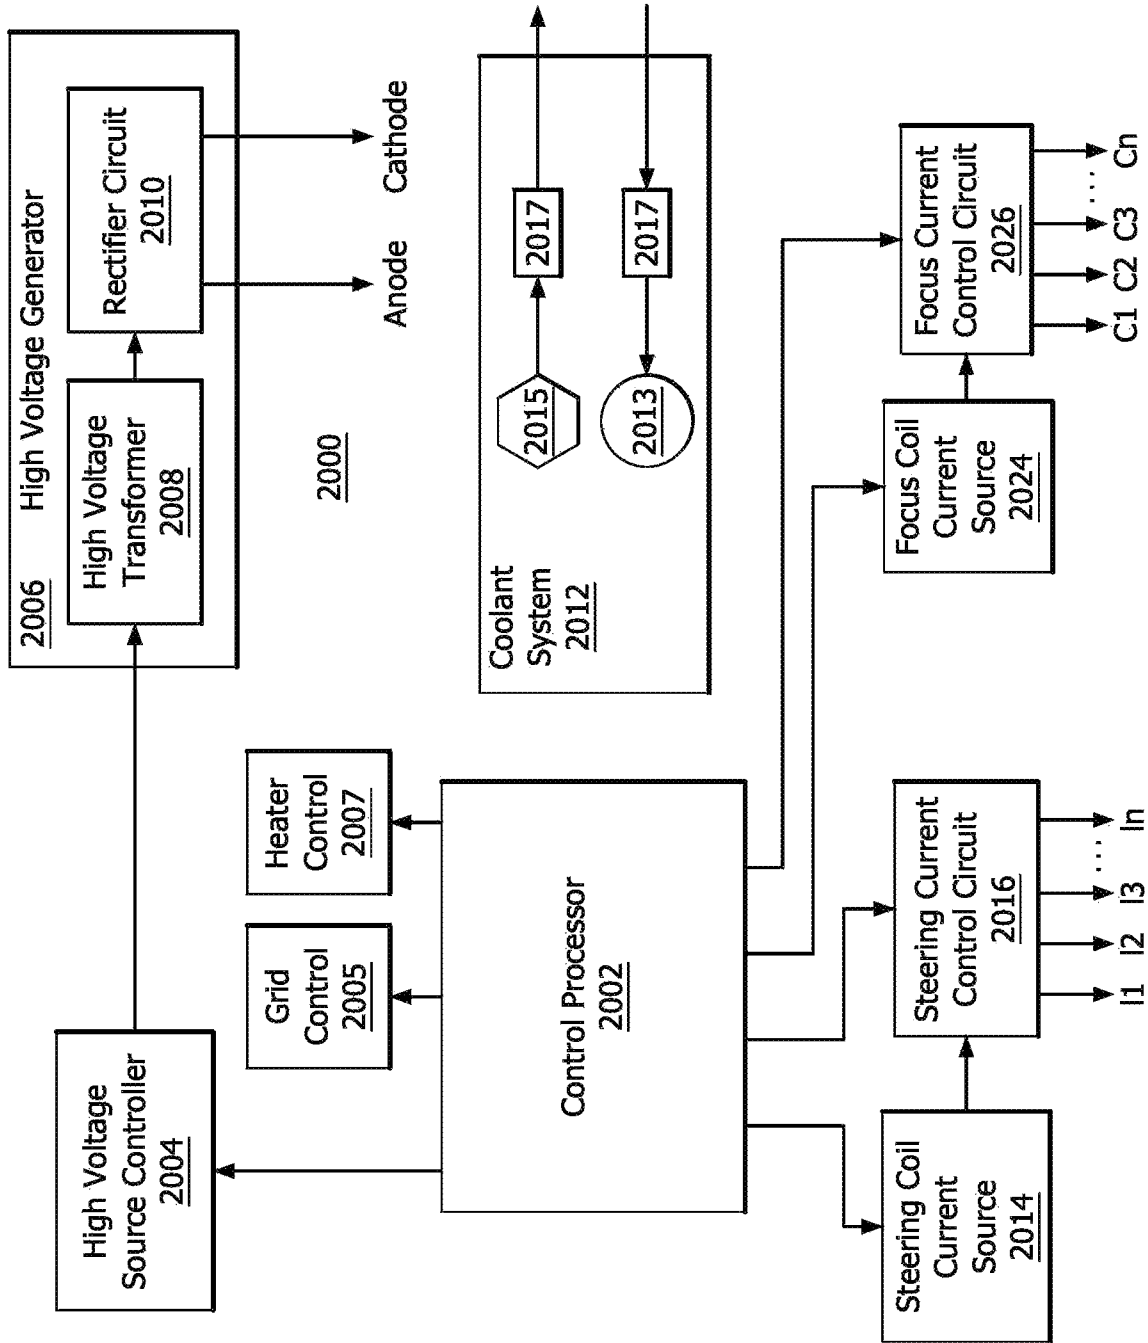 High Voltage
Source Controller
2004
2006
High Voltage Generator
High Voltage
Transformer
2008
Rectifier Circuit
2010
Anode
Cathode
2000
Grid
Control
2005
Heater
Control
2007
Control Processor
2002
Coolant
System
2012
2015
2017
2013
2017
Steering Coil
Current
Source
2014
Steering Current
Control Circuit
2016
I1
I2
I3
...
In
Focus Coil
Current
Source
2024
Focus Current
Control Circuit
2026
C1
C2
C3
...
Cn